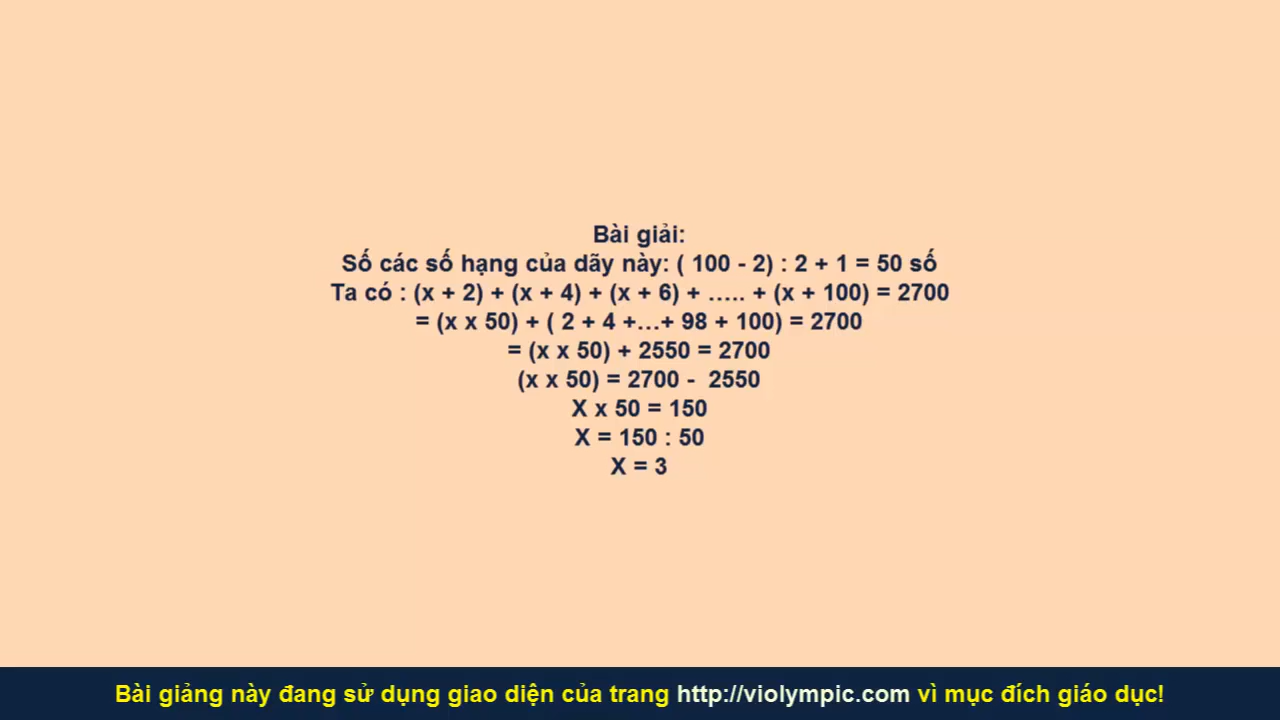 Bài giải:
Số các số hạng của dãy này: ( 100 - 2) : 2 + 1 = 50 số
Ta có : (x + 2) + (x + 4) + (x + 6) + ….. + (x + 100) = 2700
= (x x 50) + ( 2 + 4 +…+ 98 + 100) = 2700
= (x x 50) + 2550 = 2700
(x x 50) = 2700 -  2550
X x 50 = 150
X = 150 : 50
X = 3
Bài giảng này đang sử dụng giao diện của trang http://violympic.com vì mục đích giáo dục!